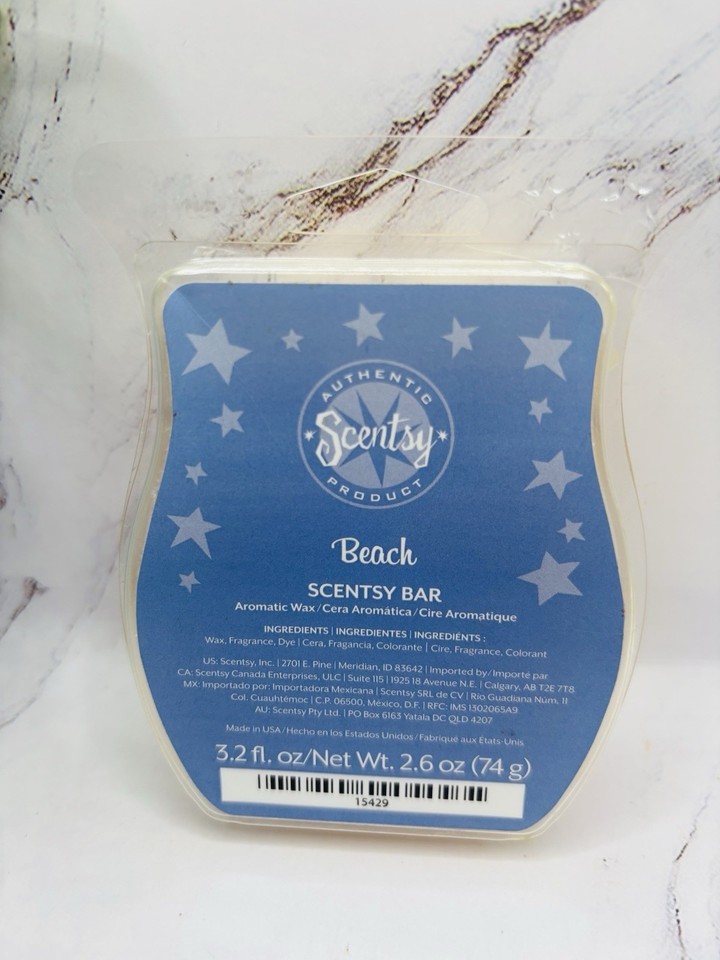 AUTHENTIC
Scentsy
PRODUCT
Beach
SCENTSY BAR
Aromatic Wax/Cera Aromática/Cire Aromatique
INGREDIENTS | INGREDIENTES | INGREDIÉNTS :
Wax, Fragrance, Dye | Cera, Fragancia, Colorante | Cire, Fragrance, Colorant
US: Scentsy, Inc. | 2701 E. Pine | Meridian, ID 83642 | Imported by/Importé par
CA: Scentsy Canada Enterprises, ULC | Suite 115 | 1925 18 Avenue N.E. | Calgary, AB T2E 7T8
MX: Importado por: Importadora Mexicana | Scentsy SRL de CV | Río Guadiana Núm. 11
Col. Cuauhtémoc | C.P. 06500, México, D.F. | RFC: IMS 1302065A9
AU: Scentsy Pty Ltd. | PO Box 6163 Yatala DC QLD 4207
Made in USA/Hecho en los Estados Unidos/Fabriqué aux États-Unis
3.2 fl. oz/Net Wt. 2.6 oz (74 g)
15429